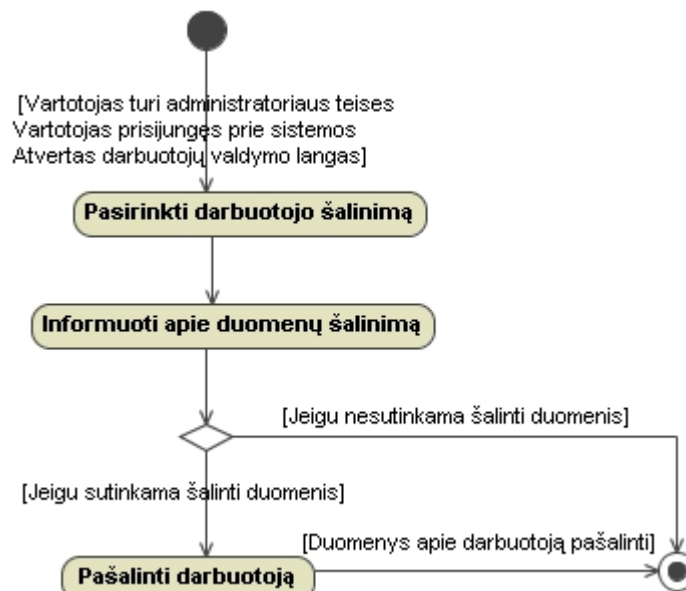 [Vartotojas turi administratoriaus teises
Vartotojas prisijungęs prie sistemos
Atvertas darbuotojų valdymo langas]
Pasirinkti darbuotojo šalinimą
Informuoti apie duomenų šalinimą
[Jeigu nesutinkama šalinti duomenis]
[Jeigu sutinkama šalinti duomenis]
[Duomenys apie darbuotoją pašalinti]
Pašalinti darbuotoją